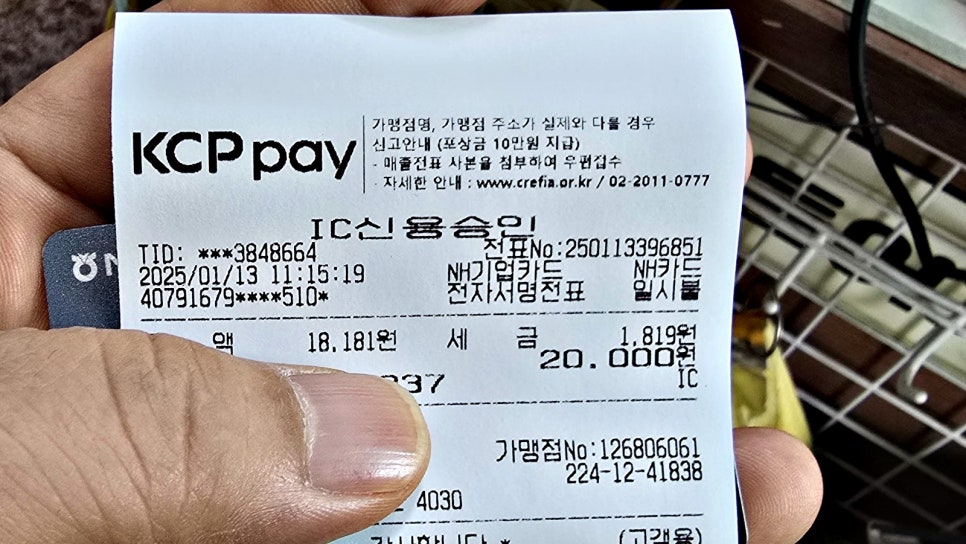 KCP pay
가맹점명, 가맹점 주소가 실제와 다를 경우
신고안내 (포상금 10만원 지급)
- 매출전표 사본을 첨부하여 우편접수
- 자세한 안내 : www.crefia.or.kr / 02-2011-0777
IC신용승인
TID: ***3848664 전표No:250113396851
2025/01/13 11:15:19 NH기업카드 NH카드
40791679****510* 전자서명전표 일시불
액 18,181원 세 금 1,819원
20,000원
37 IC
가맹점No:126806061
224-12-41838
4030
감사합니다 * (고객용)